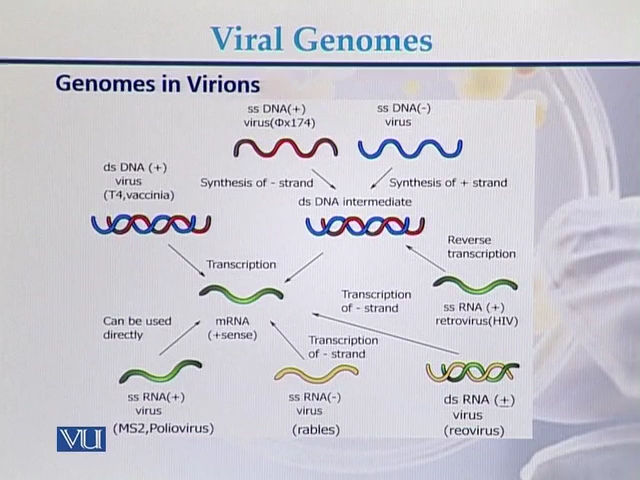 Viral Genomes
Genomes in Virions
ss DNA(+)
virus(Φx174)
ss DNA(-)
virus
ds DNA (+)
virus
(T4,vaccinia)
Synthesis of - strand
Synthesis of + strand
ds DNA intermediate
Transcription
Reverse
transcription
mRNA
(+sense)
Transcription
of - strand
ss RNA (+)
retrovirus(HIV)
Can be used
directly
Transcription
of - strand
ss RNA(+)
virus
(MS2,Poliovirus)
ss RNA(-)
virus
(rables)
ds RNA (+)
virus
(reovirus)
VU